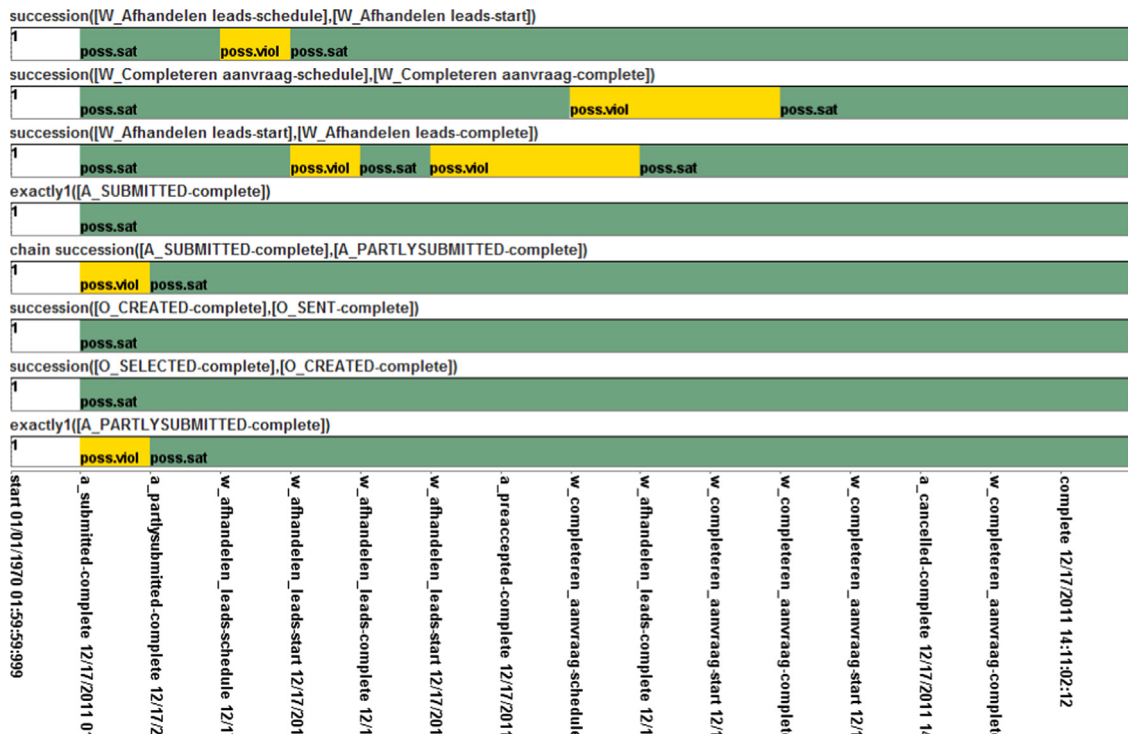 succession([W_Afhandelen leads-schedule],[W_Afhandelen leads-start])
1
poss.sat poss.viol poss.sat
succession([W_Completeren aanvraag-schedule],[W_Completeren aanvraag-complete])
1
poss.sat poss.viol poss.sat
succession([W_Afhandelen leads-start],[W_Afhandelen leads-complete])
1
poss.sat poss.viol poss.sat poss.viol poss.sat
exactly1([A_SUBMITTED-complete])
1
poss.sat
chain succession([A_SUBMITTED-complete],[A_PARTLYSUBMITTED-complete])
1
poss.viol poss.sat
succession([O_CREATED-complete],[O_SENT-complete])
1
poss.sat
succession([O_SELECTED-complete],[O_CREATED-complete])
1
poss.sat
exactly1([A_PARTLYSUBMITTED-complete])
1
poss.viol poss.sat
start 01/01/1970 01:59:59:999
a_submitted-complete 12/17/2011
a_partlysubmitted-complete
w_afhandelen_leads-schedule
w_afhandelen_leads-start
w_afhandelen_leads-complete
w_afhandelen_leads-start
a_preaccepted-complete
w_completeren_aanvraag-schedule
w_afhandelen_leads-complete
w_completeren_aanvraag-start
w_completeren_aanvraag-complete
w_completeren_aanvraag-start
a_cancelled-complete 12/17/2011
w_completeren_aanvraag-complete
complete 12/17/2011 14:11:02:12